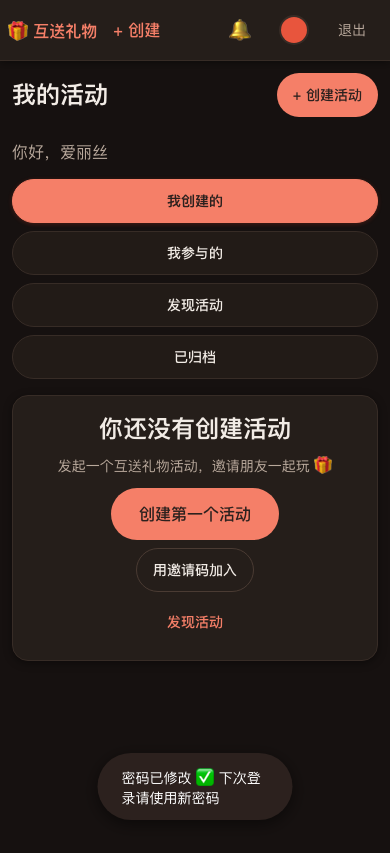 🎁 互送礼物 + 创建 🔔 退出
我的活动
+ 创建活动
你好，爱丽丝
我创建的
我参与的
发现活动
已归档
你还没有创建活动
发起一个互送礼物活动，邀请朋友一起玩 🎁
创建第一个活动
用邀请码加入
发现活动
密码已修改 ✅ 下次登
录请使用新密码